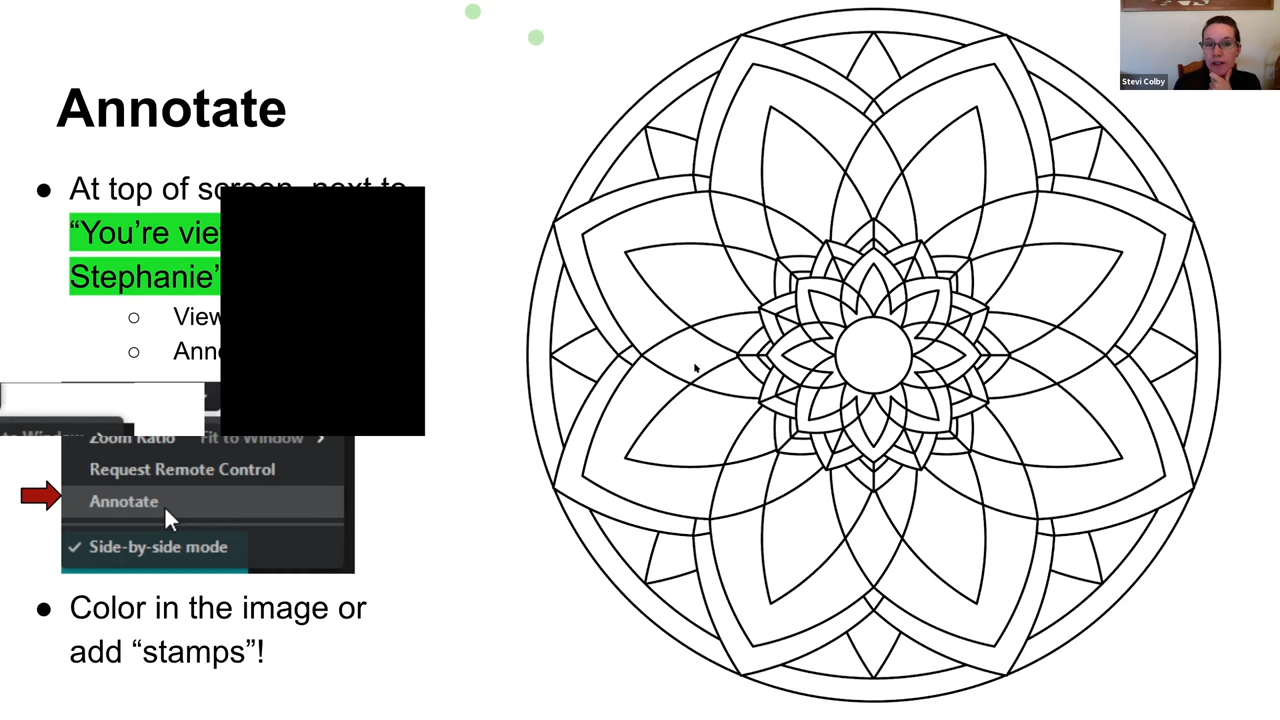 Stevi Colby
Annotate
● At top of screen, next to
“You’re vie
Stephanie’
○ View
○ Anno
Zoom Ratio Fit to Window
Request Remote Control
Annotate
✓ Side-by-side mode
● Color in the image or
add “stamps”!